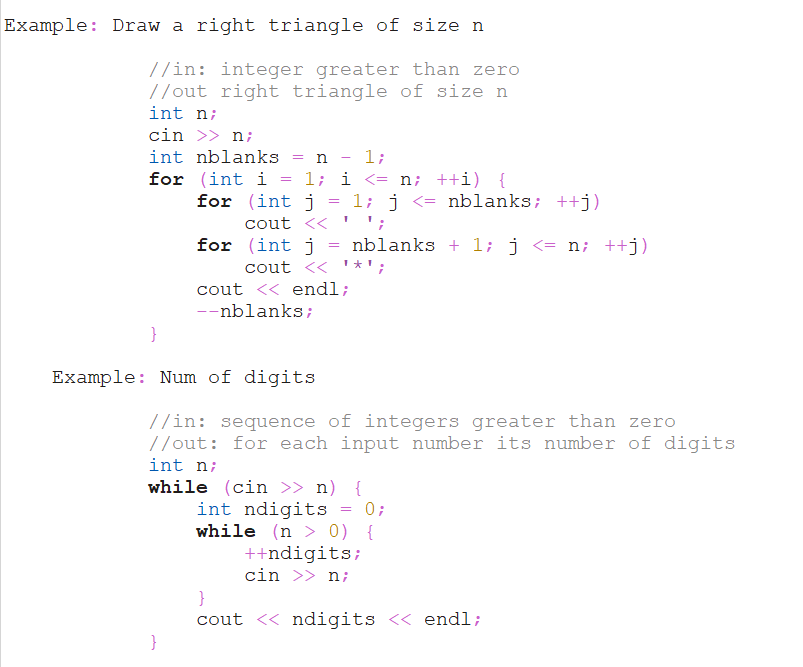 Example: Draw a right triangle of size n
//in: integer greater than zero
//out right triangle of size n
int n;
cin >> n;
int nblanks = n - 1;
for (int i = 1; i <= n; ++i) {
for (int j = 1; j <= nblanks; ++j)
cout << ' ';
for (int j = nblanks + 1; j <= n; ++j)
cout << '*';
cout << endl;
--nblanks;
}
Example: Num of digits
//in: sequence of integers greater than zero
//out: for each input number its number of digits
int n;
while (cin >> n) {
int ndigits = 0;
while (n > 0) {
++ndigits;
cin >> n;
}
cout << ndigits << endl;
}